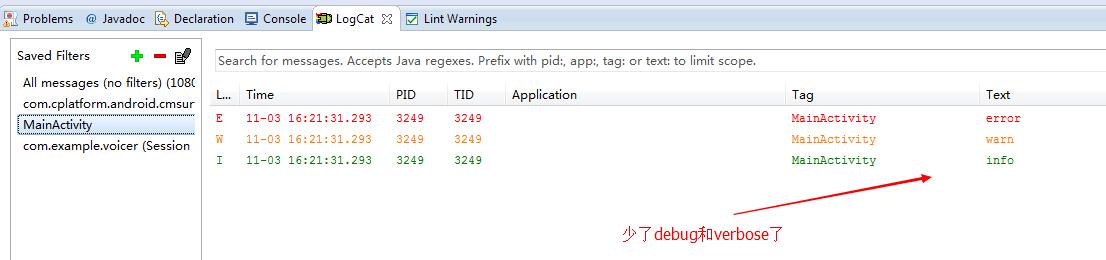 Problems @ Javadoc Declaration Console LogCat Lint Warnings
Saved Filters
Search for messages. Accepts Java regexes. Prefix with pid:, app:, tag: or text: to limit scope.
All messages (no filters) (1080
com.cplatform.android.cmsur
MainActivity
com.example.voicer (Session
L... Time PID TID Application Tag Text
E 11-03 16:21:31.293 3249 3249 MainActivity error
W 11-03 16:21:31.293 3249 3249 MainActivity warn
I 11-03 16:21:31.293 3249 3249 MainActivity info
少了debug和verbose了